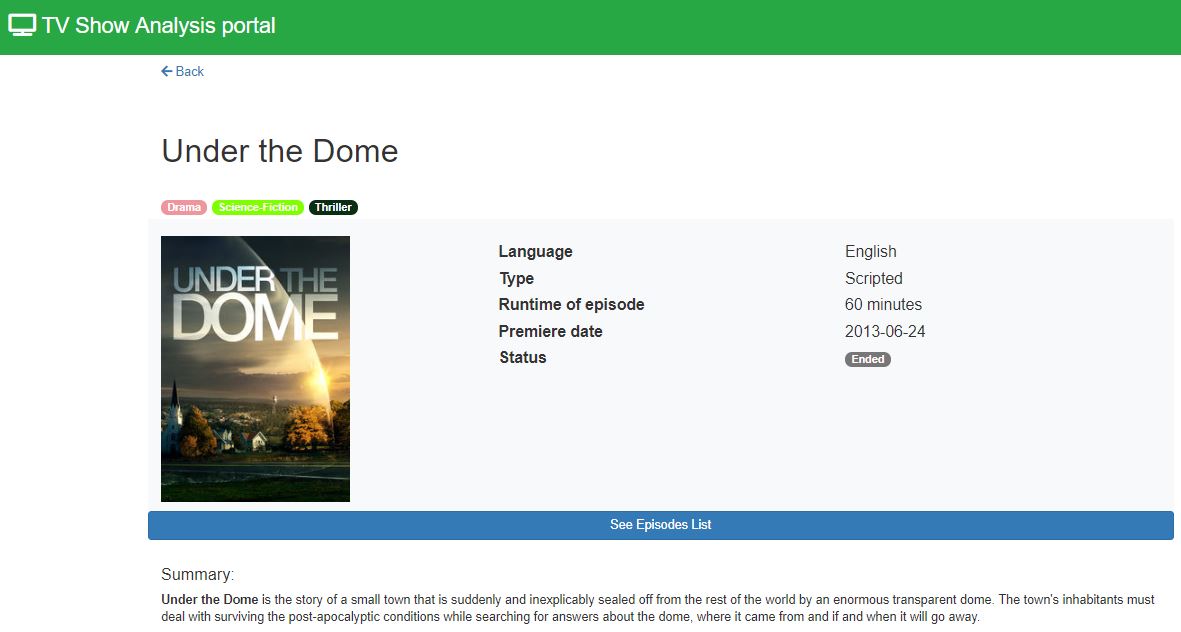 TV Show Analysis portal
Back
Under the Dome
Drama Science-Fiction Thriller
UNDER THE
DOME
Language English
Type Scripted
Runtime of episode 60 minutes
Premiere date 2013-06-24
Status Ended
See Episodes List
Summary:
Under the Dome is the story of a small town that is suddenly and inexplicably sealed off from the rest of the world by an enormous transparent dome. The town's inhabitants must
deal with surviving the post-apocalyptic conditions while searching for answers about the dome, where it came from and if and when it will go away.